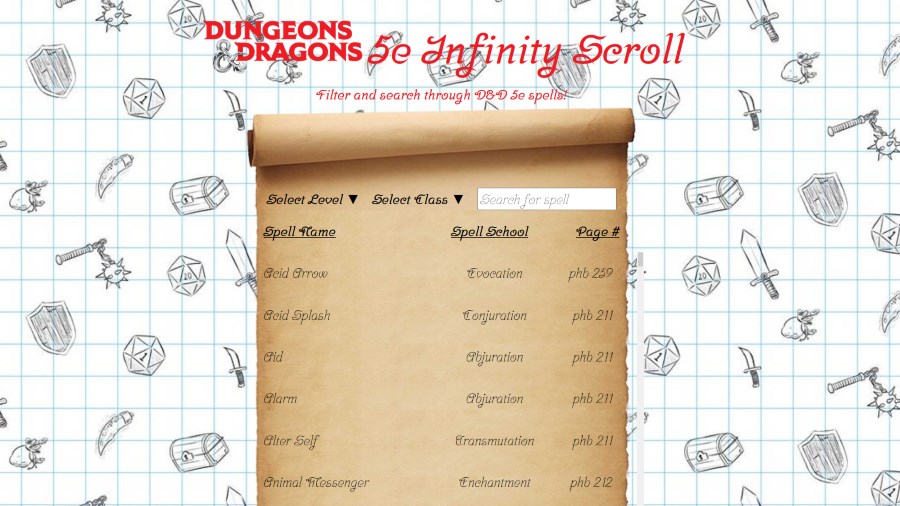 DUNGEONS
& DRAGONS 5e Infinity Scroll
Filter and search through D&D 5e spells!
Select Level ▼ Select Class ▼ Search for spell
Spell Name Spell School Page #
Acid Arrow Evocation phb 259
Acid Splash Conjuration phb 211
Aid Abjuration phb 211
Alarm Abjuration phb 211
Alter Self Transmutation phb 211
Animal Messenger Enchantment phb 212